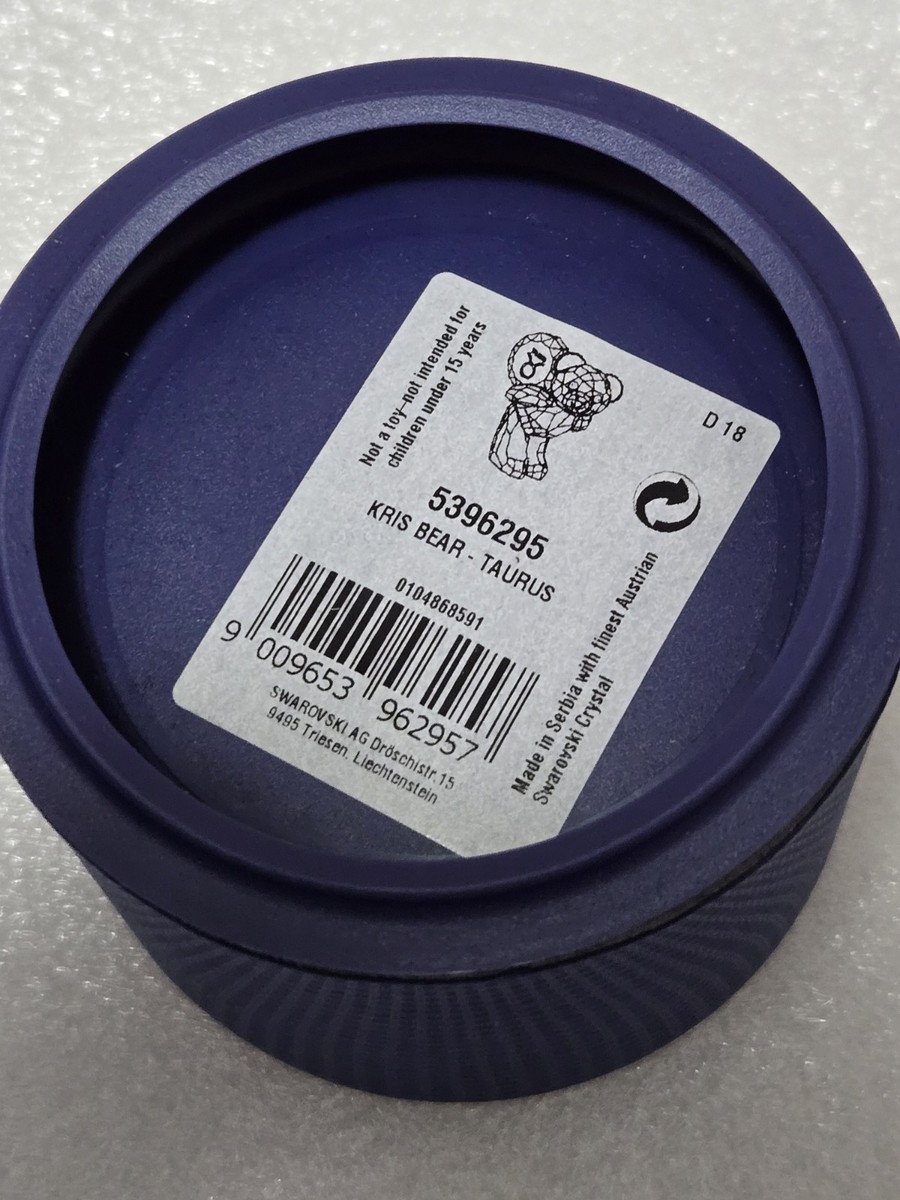 Not a toy-not intended for
children under 15 years
D 18
5396295
KRIS BEAR - TAURUS
0104868591
9 009653 962957
SWAROVSKI AG Dröschistr. 15
9495 Triesen, Liechtenstein
Made in Serbia with finest Austrian
Swarovski Crystal